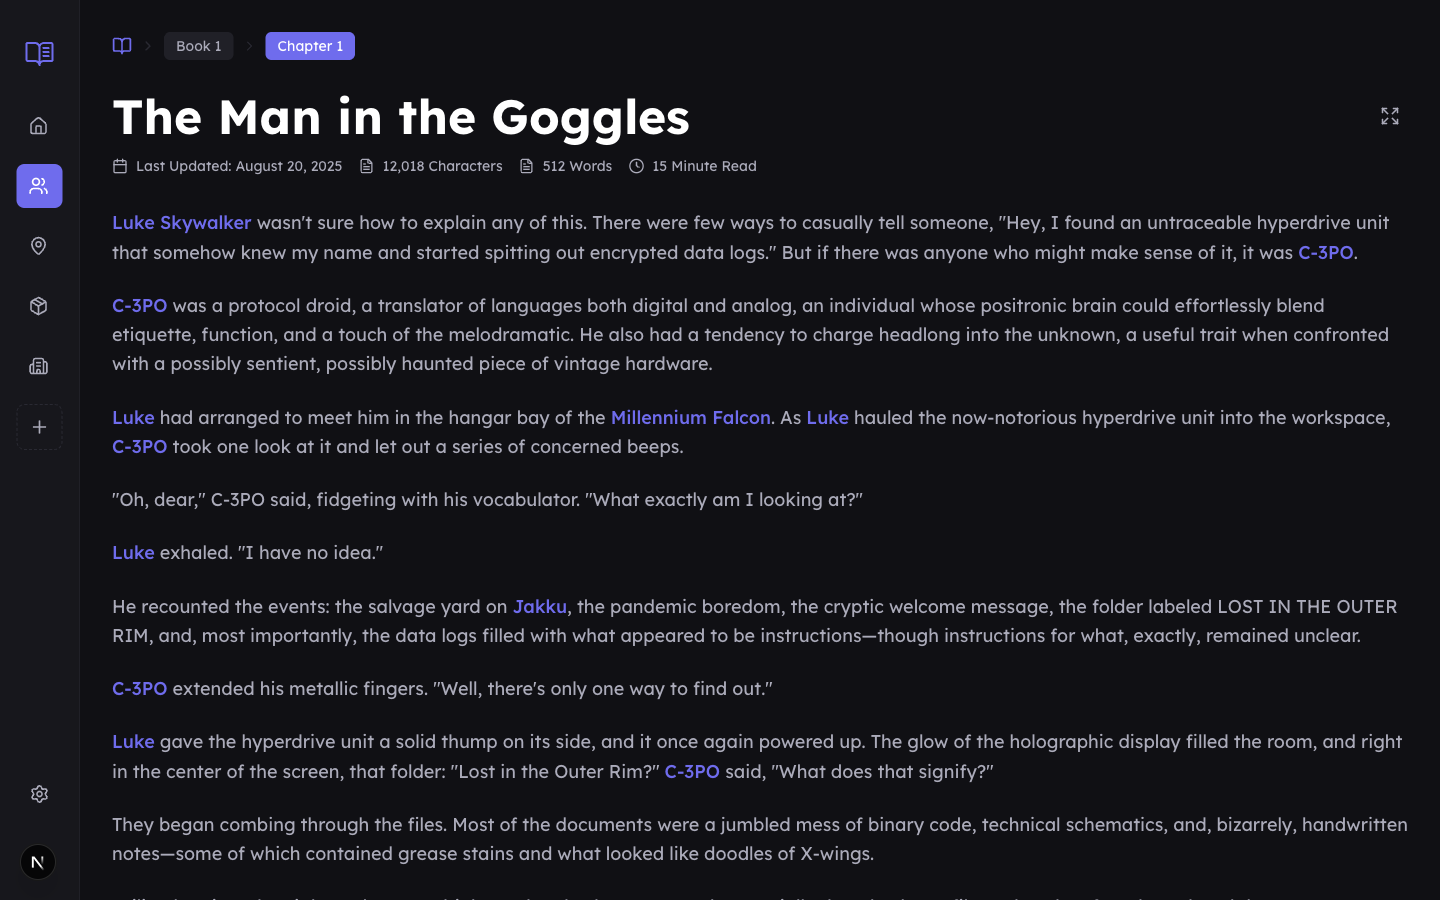 Book 1
Chapter 1
The Man in the Goggles
Last Updated: August 20, 2025 12,018 Characters 512 Words 15 Minute Read
Luke Skywalker wasn't sure how to explain any of this. There were few ways to casually tell someone, "Hey, I found an untraceable hyperdrive unit
that somehow knew my name and started spitting out encrypted data logs." But if there was anyone who might make sense of it, it was C-3PO.
C-3PO was a protocol droid, a translator of languages both digital and analog, an individual whose positronic brain could effortlessly blend
etiquette, function, and a touch of the melodramatic. He also had a tendency to charge headlong into the unknown, a useful trait when confronted
with a possibly sentient, possibly haunted piece of vintage hardware.
Luke had arranged to meet him in the hangar bay of the Millennium Falcon. As Luke hauled the now-notorious hyperdrive unit into the workspace,
C-3PO took one look at it and let out a series of concerned beeps.
"Oh, dear," C-3PO said, fidgeting with his vocabulator. "What exactly am I looking at?"
Luke exhaled. "I have no idea."
He recounted the events: the salvage yard on Jakku, the pandemic boredom, the cryptic welcome message, the folder labeled LOST IN THE OUTER
RIM, and, most importantly, the data logs filled with what appeared to be instructions—though instructions for what, exactly, remained unclear.
C-3PO extended his metallic fingers. "Well, there's only one way to find out."
Luke gave the hyperdrive unit a solid thump on its side, and it once again powered up. The glow of the holographic display filled the room, and right
in the center of the screen, that folder: "Lost in the Outer Rim?" C-3PO said, "What does that signify?"
They began combing through the files. Most of the documents were a jumbled mess of binary code, technical schematics, and, bizarrely, handwritten
notes—some of which contained grease stains and what looked like doodles of X-wings.
N